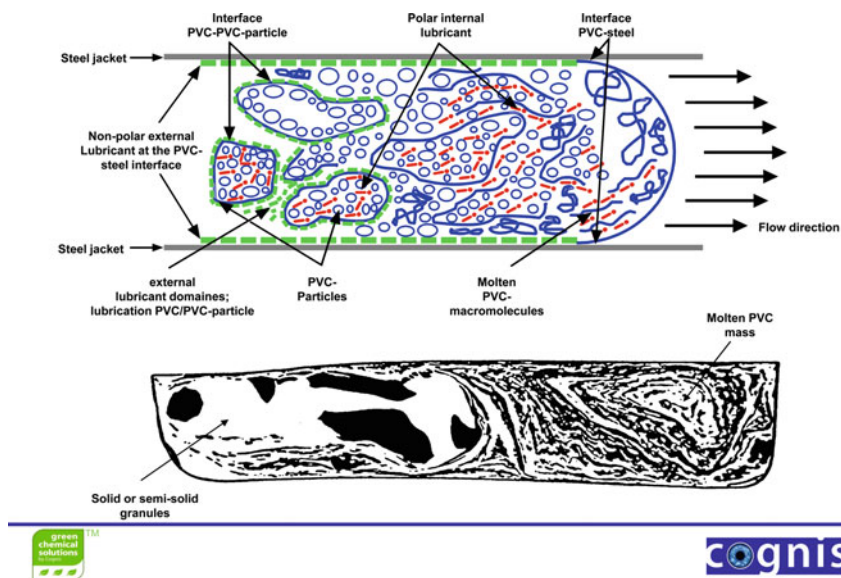 Interface
PVC-PVC-particle
Polar internal
lubricant
Interface
PVC-steel
Steel jacket
Non-polar external
Lubricant at the PVC-
steel interface
Steel jacket
Flow direction
external
lubricant domaines;
lubrication PVC/PVC-particle
PVC-
Particles
Molten
PVC-
macromolecules
Molten PVC
mass
Solid or semi-solid
granules
green
chemical
solutions
by Cognis
TM
cognis